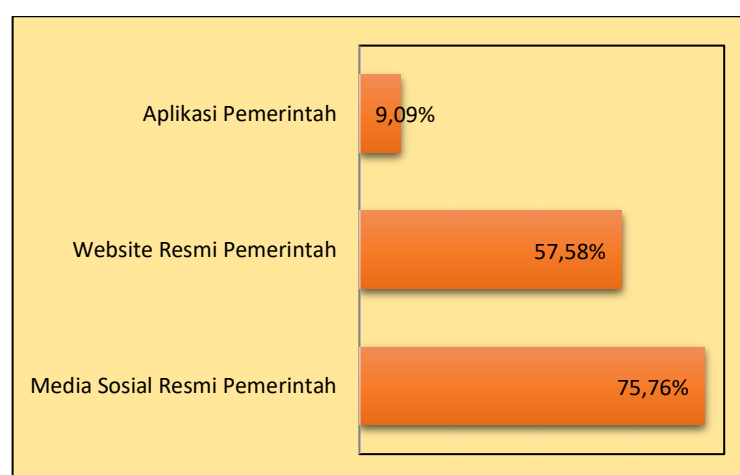 Aplikasi Pemerintah
9,09%
Website Resmi Pemerintah
57,58%
Media Sosial Resmi Pemerintah
75,76%